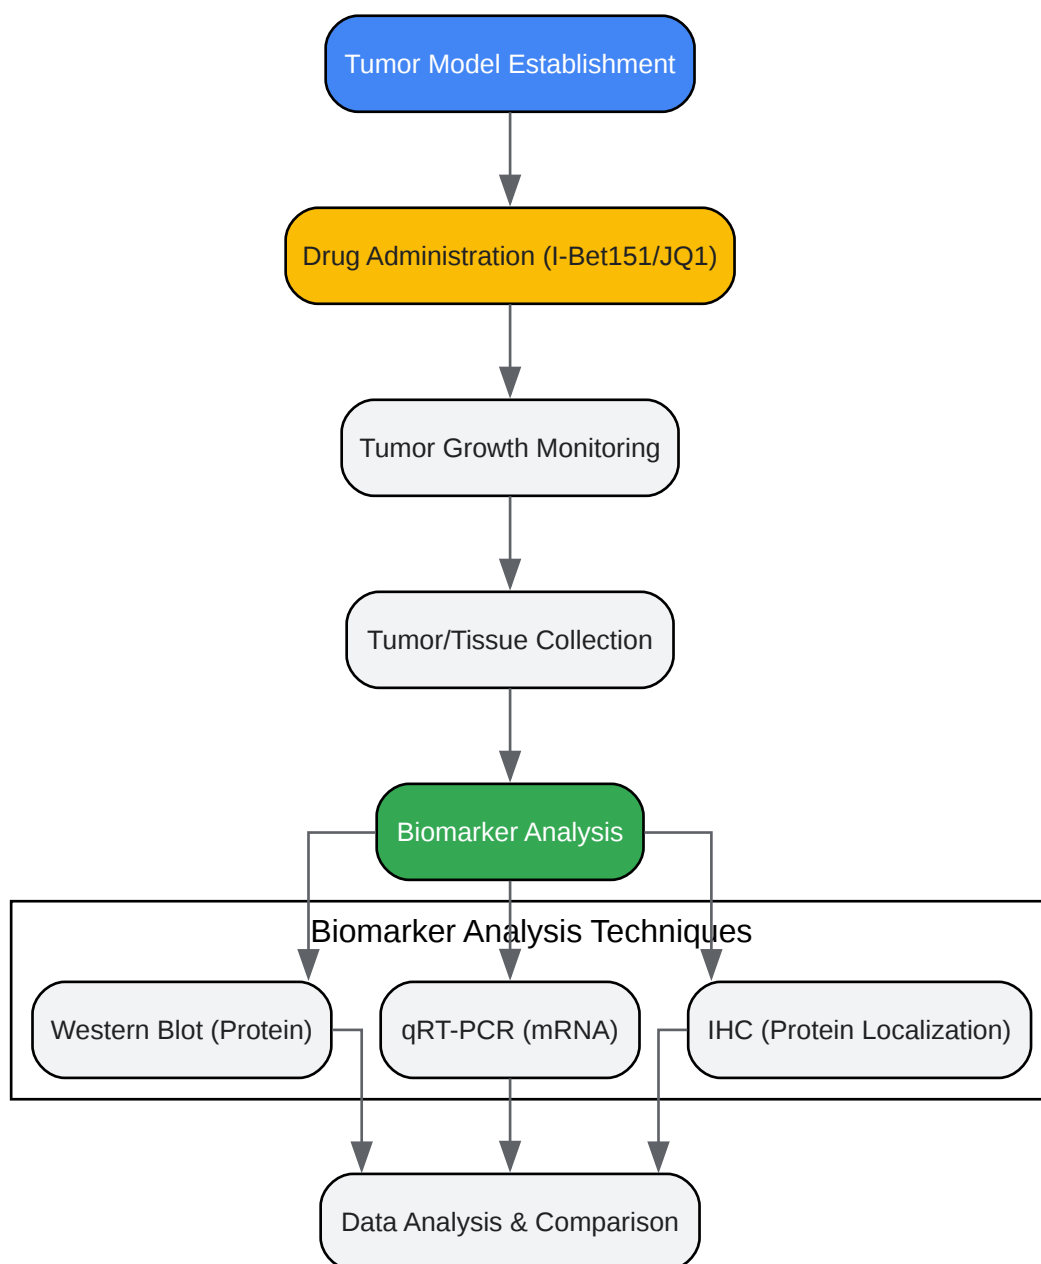 Tumor Model Establishment
Drug Administration (I-Bet151/JQ1)
Tumor Growth Monitoring
Tumor/Tissue Collection
Biomarker Analysis
Biomarker Analysis Techniques
Western Blot (Protein)
qRT-PCR (mRNA)
IHC (Protein Localization)
Data Analysis & Comparison